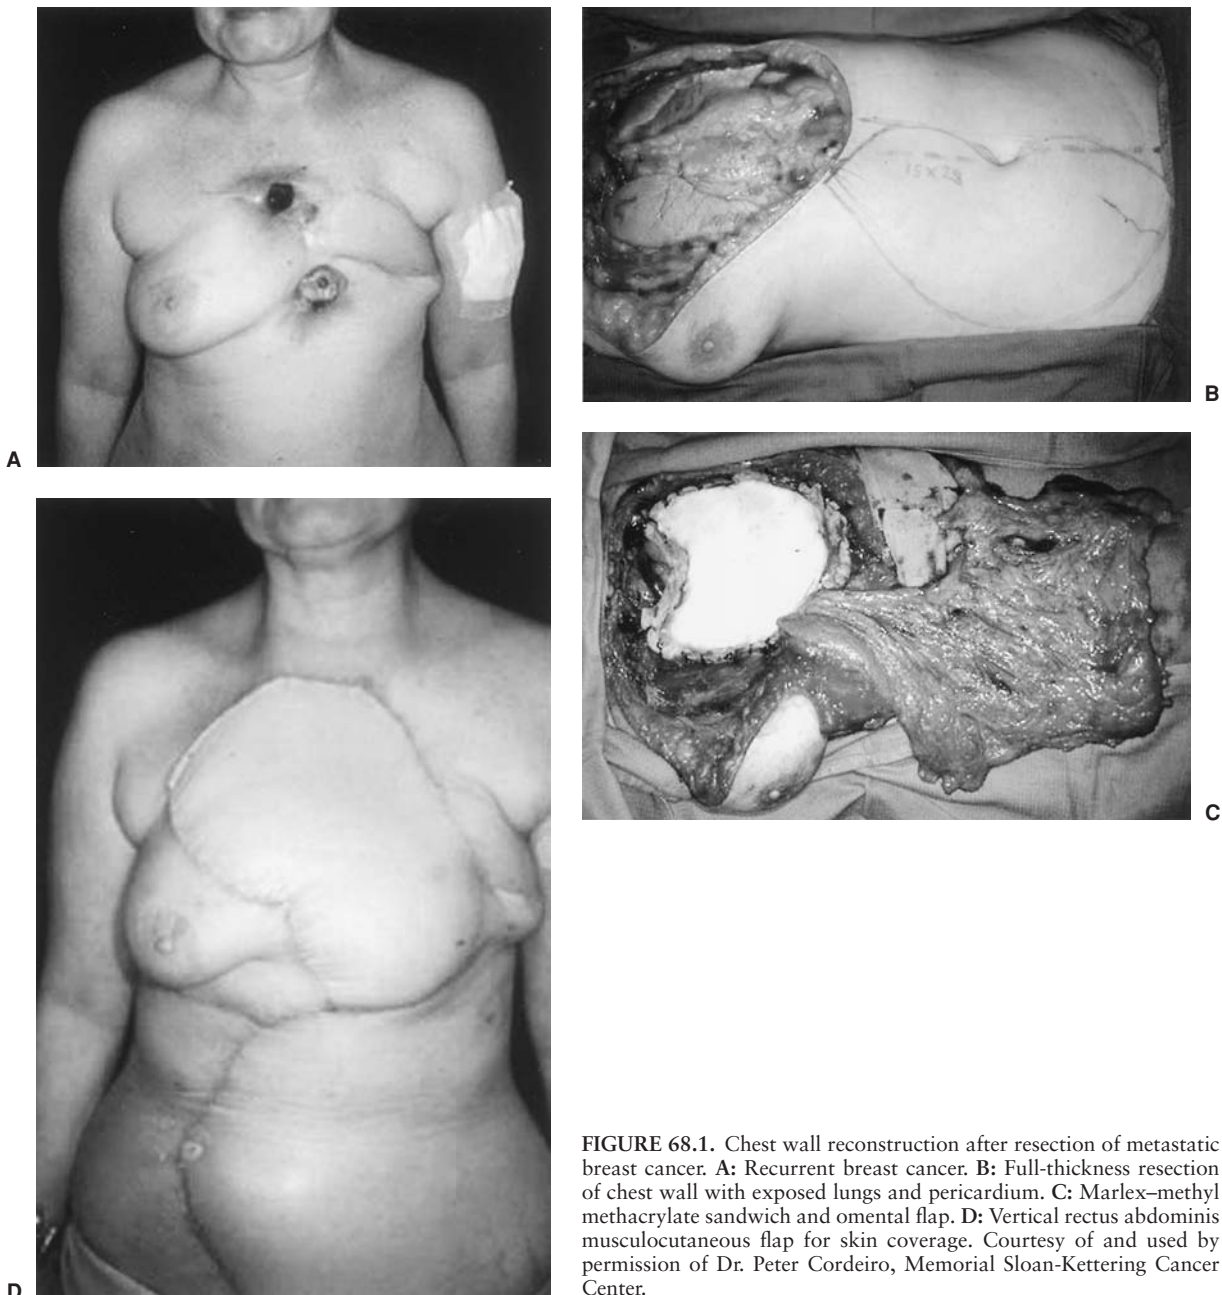 A
B
15 X 28
C
D
FIGURE 68.1. Chest wall reconstruction after resection of metastatic
breast cancer. A: Recurrent breast cancer. B: Full-thickness resection
of chest wall with exposed lungs and pericardium. C: Marlex–methyl
methacrylate sandwich and omental flap. D: Vertical rectus abdominis
musculocutaneous flap for skin coverage. Courtesy of and used by
permission of Dr. Peter Cordeiro, Memorial Sloan-Kettering Cancer
Center.